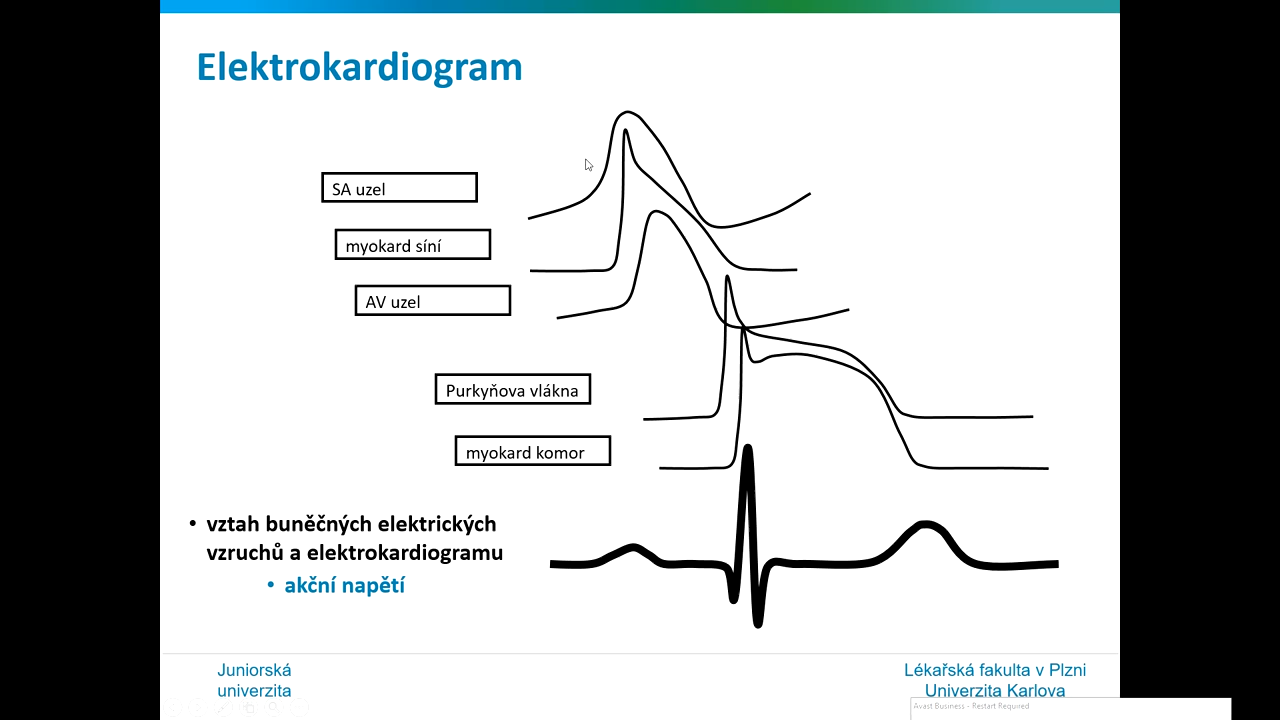 Elektrokardiogram
SA uzel
myokard síní
AV uzel
Purkyňova vlákna
myokard komor
• vztah buněčných elektrických
vzruchů a elektrokardiogramu
• akční napětí
Juniorská
univerzita
Lékařská fakulta v Plzni
Univerzita Karlova
Avast Business - Restart Required